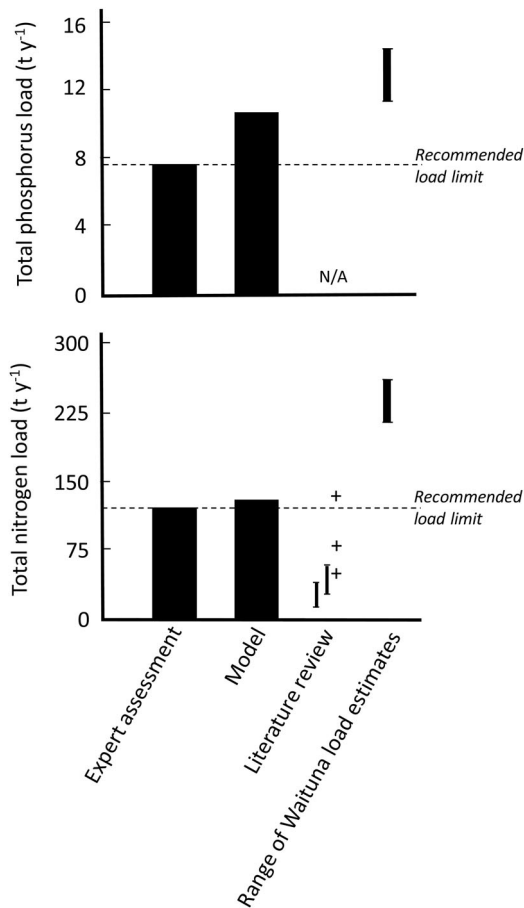 Total phosphorus load (t y⁻¹)
16
12
8
4
0
Recommended
load limit
N/A
Total nitrogen load (t y⁻¹)
300
225
150
75
0
Recommended
load limit
Expert assessment
Model
Literature review
Range of Waituna load estimates